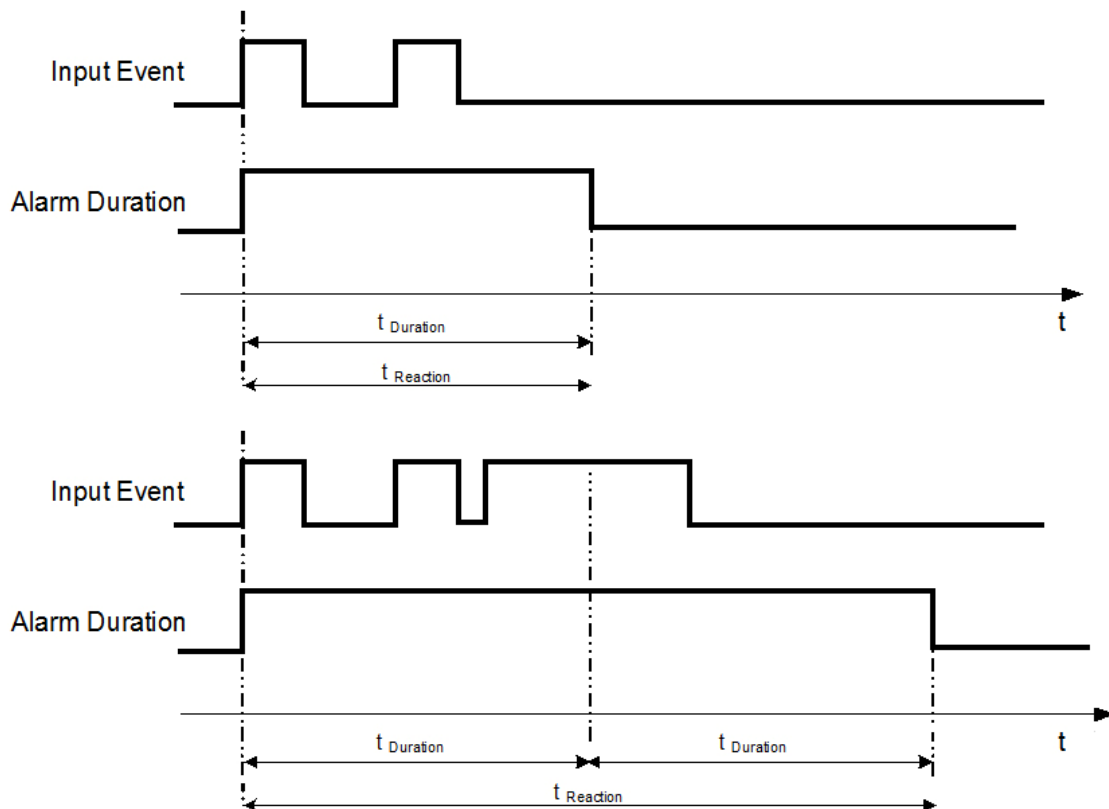 Input Event
Alarm Duration
t
t Duration
t Reaction
Input Event
Alarm Duration
t
t Duration t Duration
t Reaction